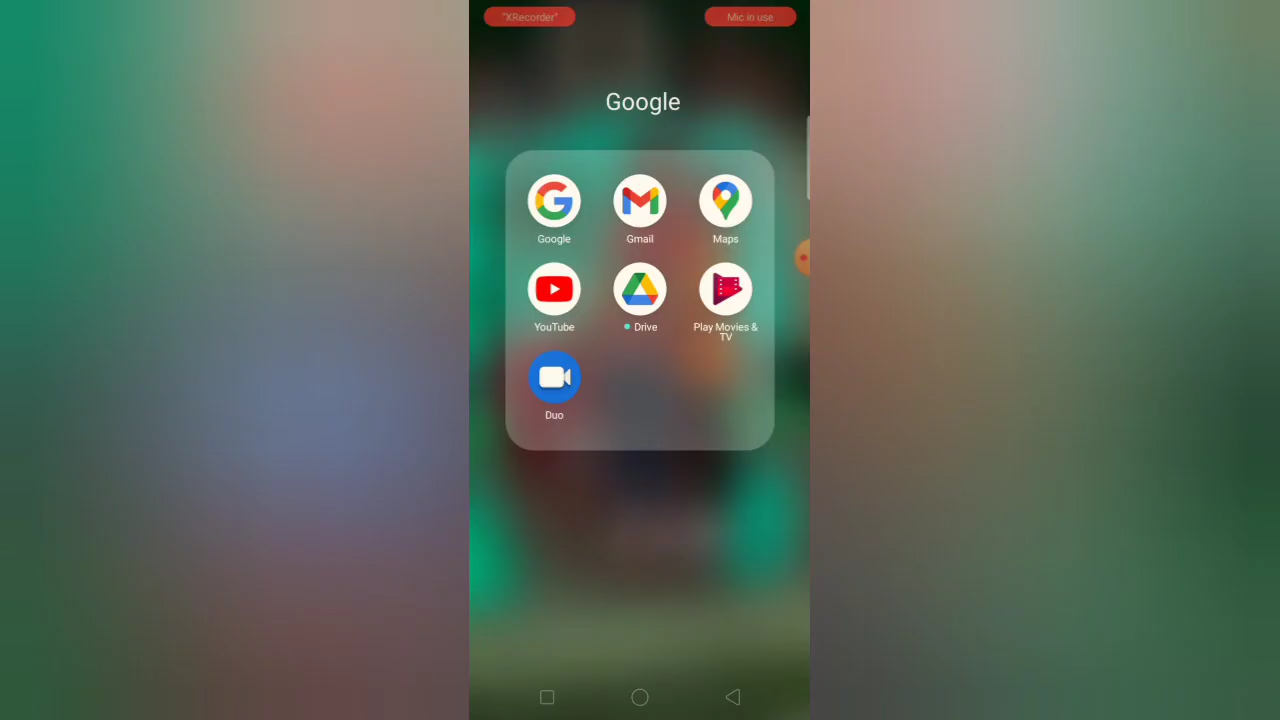 "XRecorder"
Mic in use
Google
Google
Gmail
Maps
YouTube
Drive
Play Movies &
TV
Duo